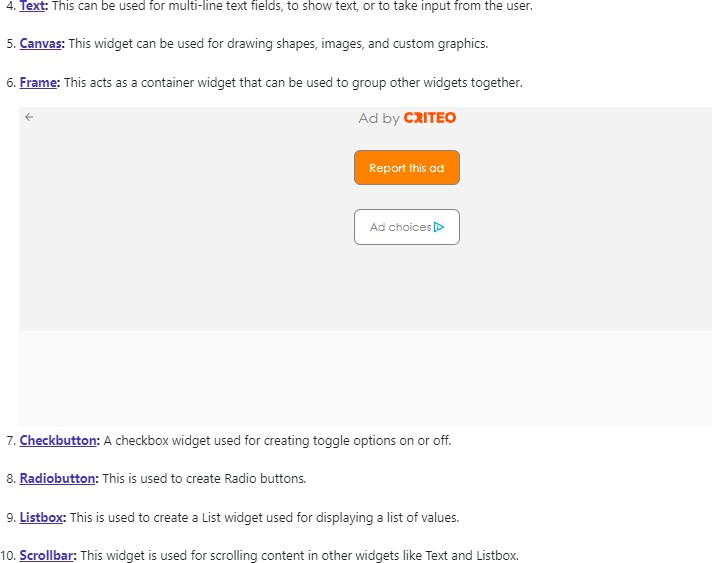 4. Text: This can be used for multi-line text fields, to show text, or to take input from the user.
5. Canvas: This widget can be used for drawing shapes, images, and custom graphics.
6. Frame: This acts as a container widget that can be used to group other widgets together.
Ad by CRITEO
Report this ad
Ad choices
7. Checkbutton: A checkbox widget used for creating toggle options on or off.
8. Radiobutton: This is used to create Radio buttons.
9. Listbox: This is used to create a List widget used for displaying a list of values.
10. Scrollbar: This widget is used for scrolling content in other widgets like Text and Listbox.